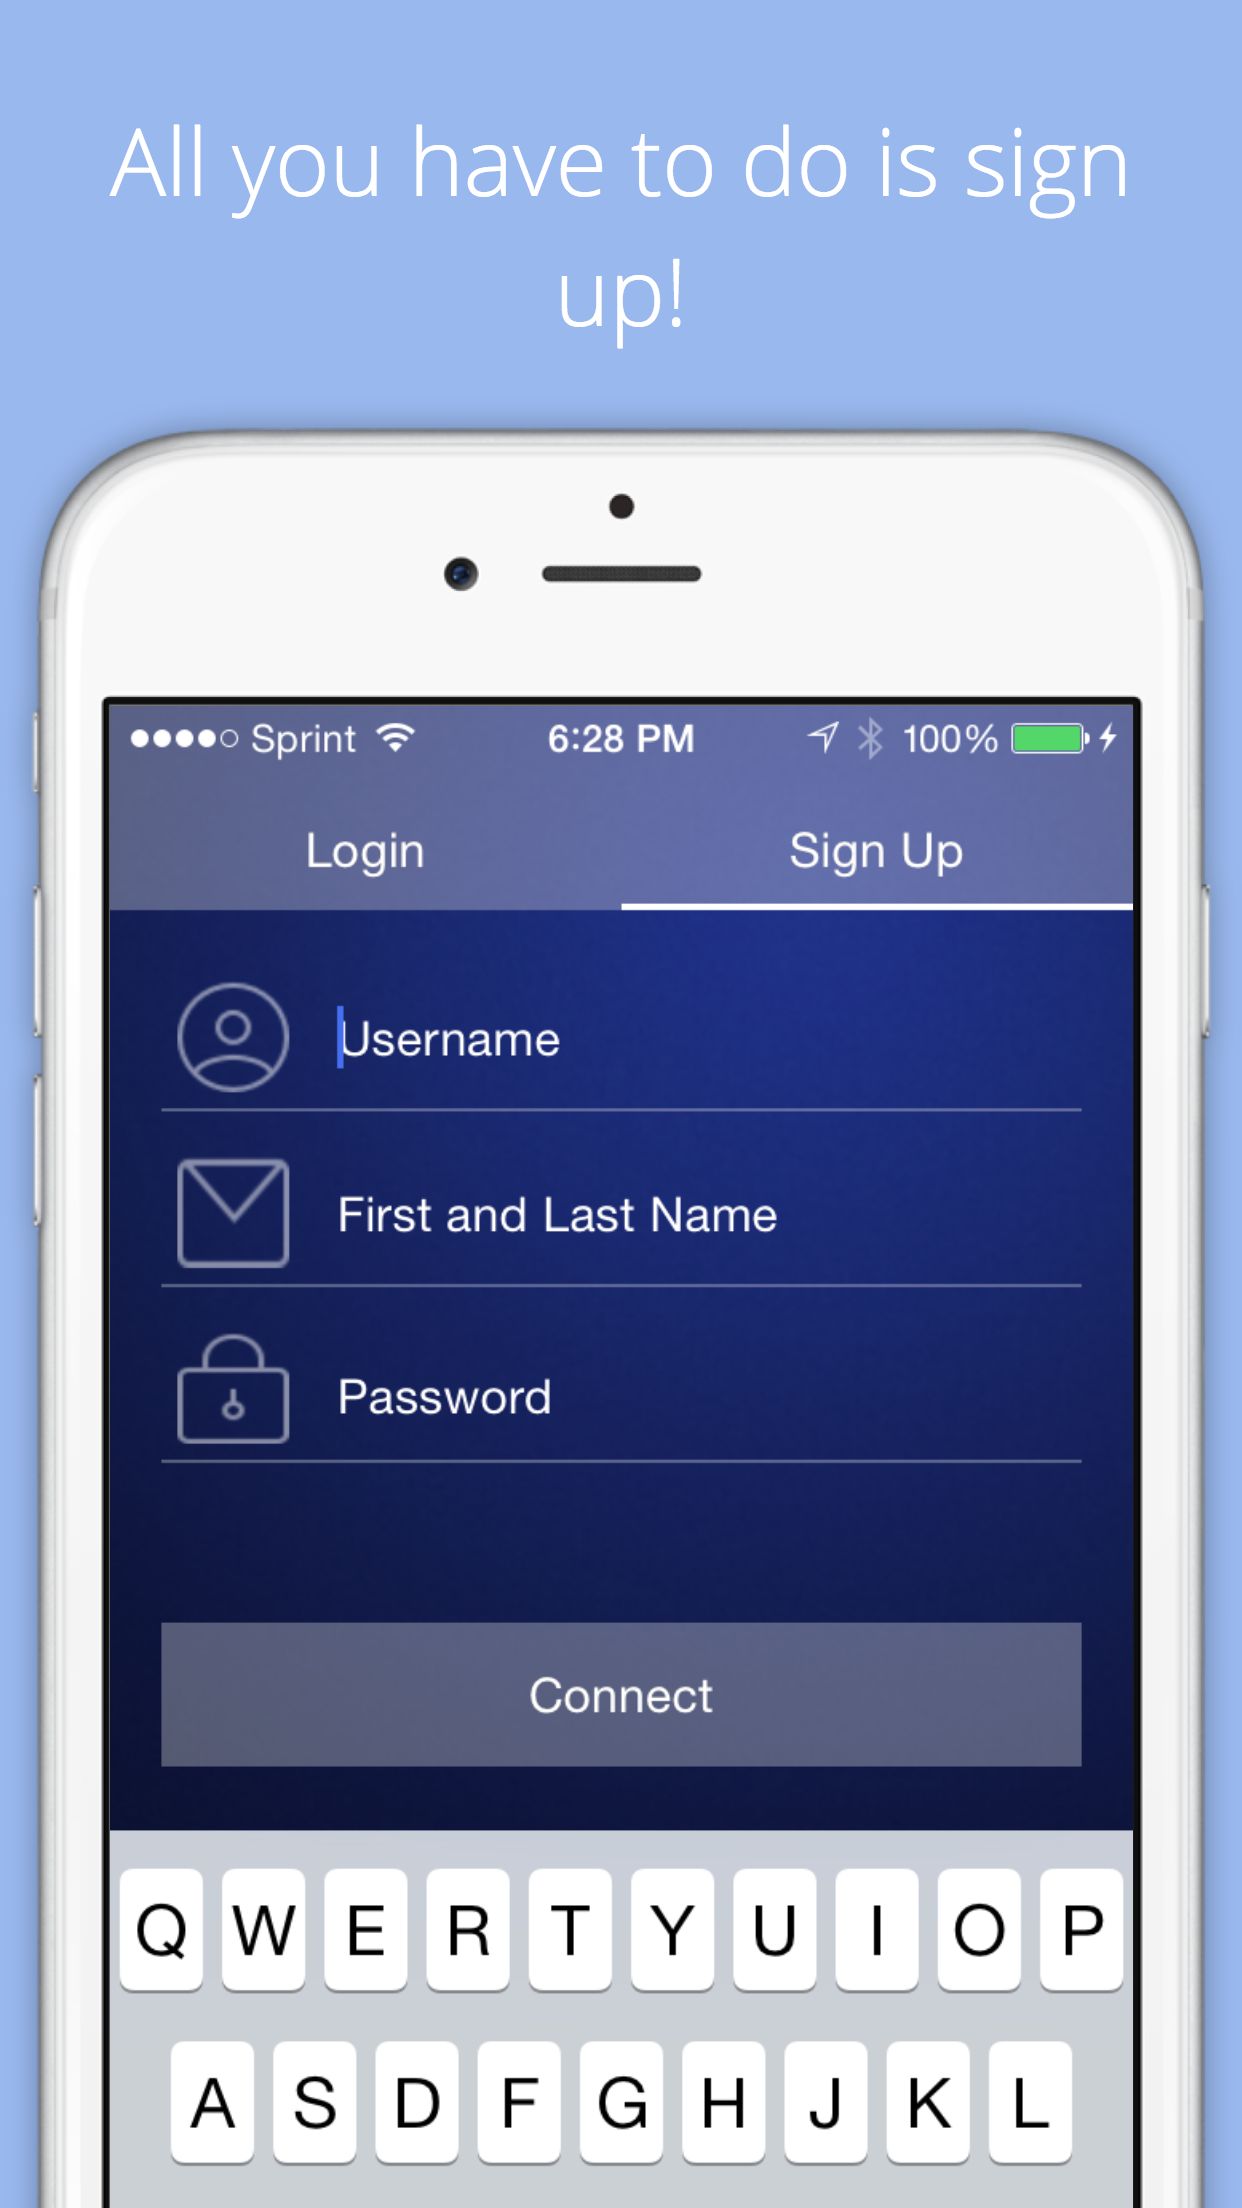 All you have to do is sign
up!
Sprint 6:28 PM 100%
Login Sign Up
Username
First and Last Name
Password
Connect
Q W E R T Y U I O P
A S D F G H J K L